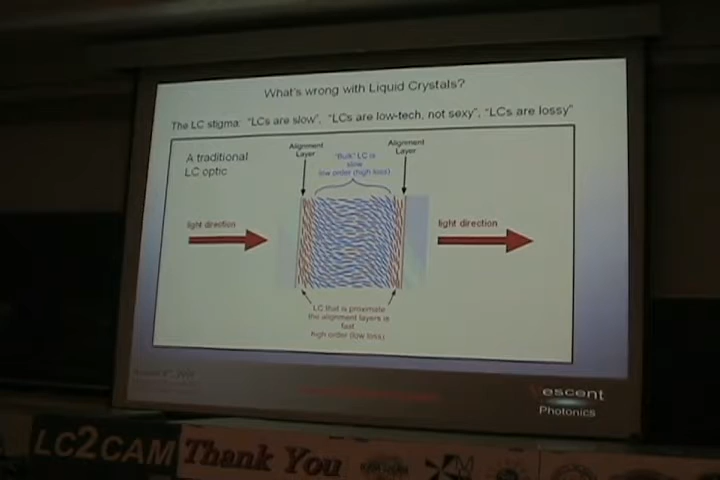 What's wrong with Liquid Crystals?
The LC stigma: "LCs are slow", "LCs are low-tech, not sexy", "LCs are lossy"
A traditional
LC optic
Alignment
Layer
"Bulk" LC is
slow
low order (high loss)
Alignment
Layer
light direction
light direction
LC that is proximate
the alignment layers is
fast
high order (low loss)
Vescent
Photonics
LC2CAM
Thank You